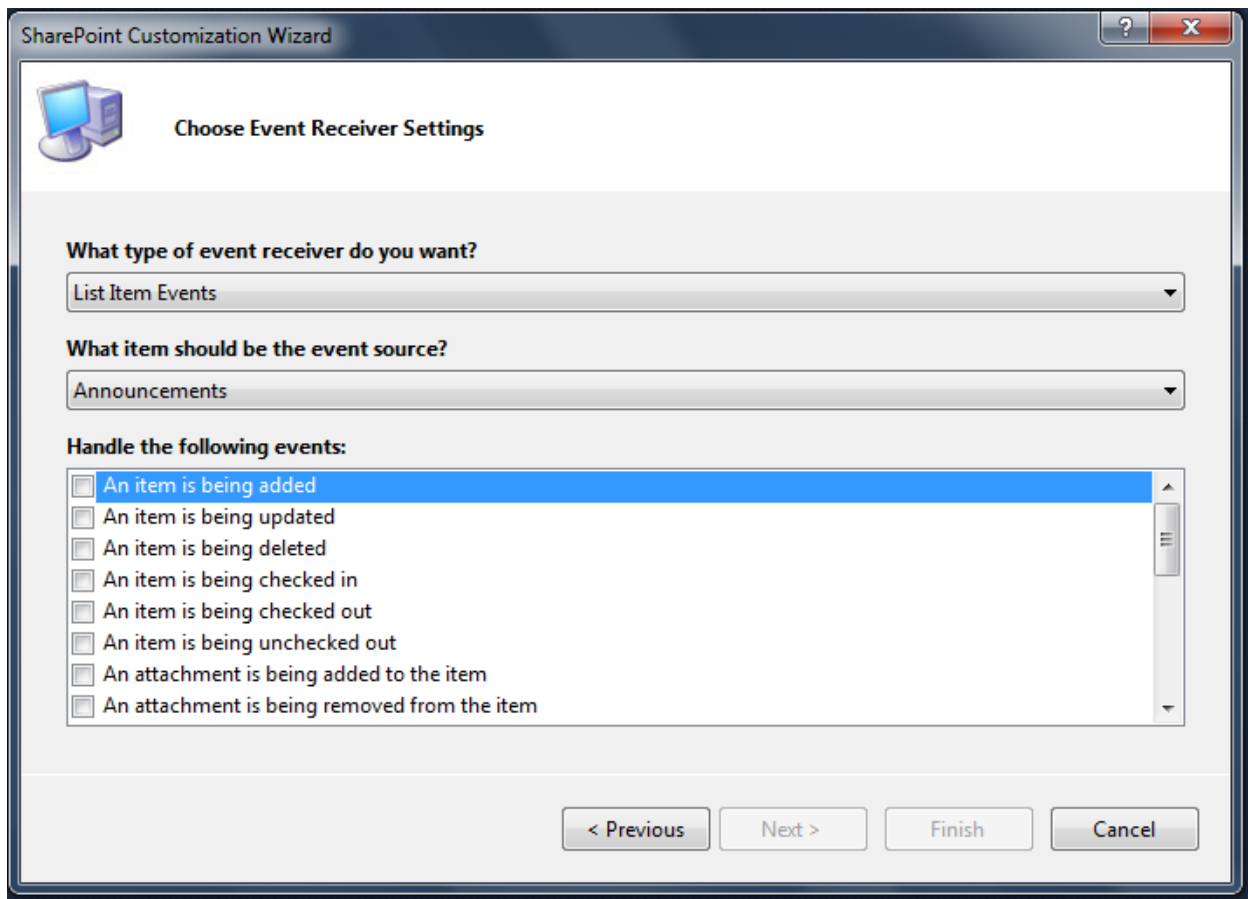 SharePoint Customization Wizard
?
X
Choose Event Receiver Settings
What type of event receiver do you want?
List Item Events
What item should be the event source?
Announcements
Handle the following events:
An item is being added
An item is being updated
An item is being deleted
An item is being checked in
An item is being checked out
An item is being unchecked out
An attachment is being added to the item
An attachment is being removed from the item
< Previous
Next >
Finish
Cancel